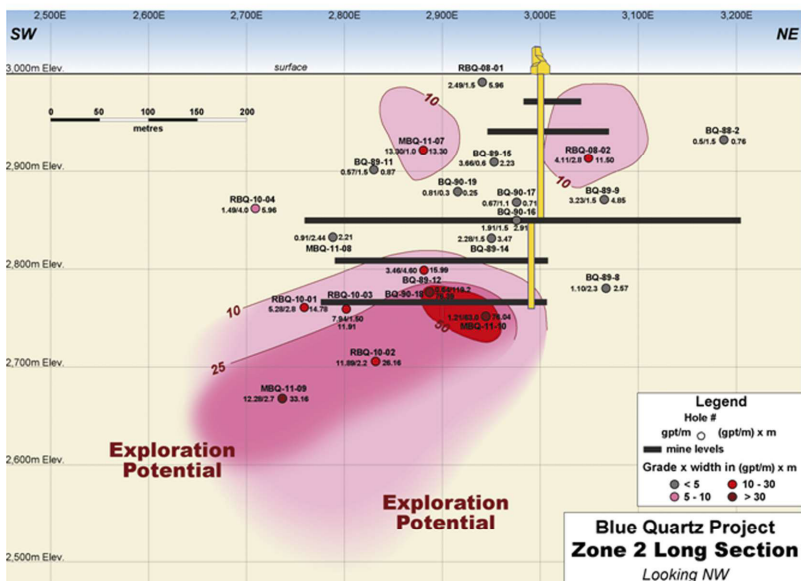 2,500E 2,600E 2,700E 2,800E 2,900E 3,000E 3,100E 3,200E
SW NE
RBQ-08-01
3,000m Elev. surface
2.49/1.5 5.96
0 50 100 150 200
metres
10
MBQ-11-07
13.30/1.0 13.30
BQ-89-15
3.66/0.6 2.23
RBQ-08-02
4.11/2.8 11.50
10
BQ-88-2
0.5/1.5 0.76
2,900m Elev.
BQ-89-11
0.57/1.5 0.87
BQ-90-19
0.81/0.3 0.25
BQ-90-17
0.67/1.1 0.71
BQ-89-9
3.23/1.5 4.85
RBQ-10-04
1.49/4.0 5.96
BQ-90-16
1.91/1.5 2.91
0.91/2.44 2.21
MBQ-11-08
2.28/1.5 3.47
BQ-89-14
2,800m Elev.
3.46/4.60 15.99
BQ-89-12
BQ-89-8
1.10/2.3 2.57
BQ-90-18
10
RBQ-10-01
5.28/2.8 14.78
RBQ-10-03
7.94/1.50
11.91
1.21/63.0 76.04
MBQ-11-10
50
25
RBQ-10-02
11.89/2.2 26.16
2,700m Elev.
MBQ-11-09
12.28/2.7 33.16
Exploration
Potential
2,600m Elev.
Exploration
Potential
2,500m Elev.
Legend
Hole #
gpt/m (gpt/m) x m
mine levels
Grade x width in (gpt/m) x m
< 5 10 - 30
5 - 10 > 30
Blue Quartz Project
Zone 2 Long Section
Looking NW